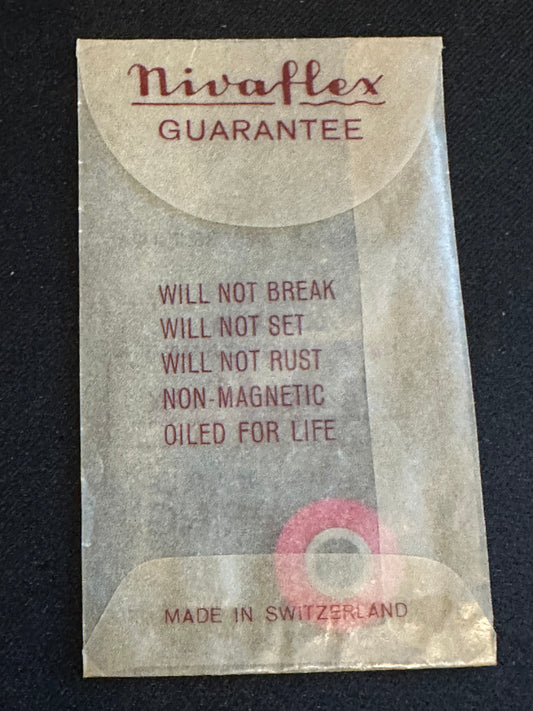 Nivaflex
GUARANTEE
WILL NOT BREAK
WILL NOT SET
WILL NOT RUST
NON-MAGNETIC
OILED FOR LIFE
MADE IN SWITZERLAND